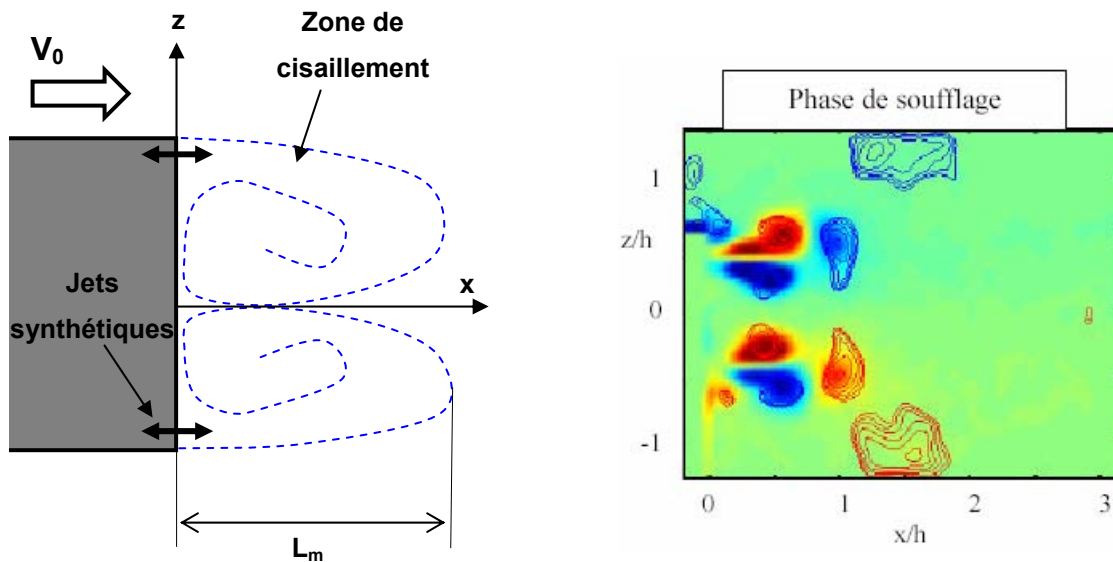 V₀
z
Zone de
cisaillement
x
Jets
synthétiques
Lₘ
Phase de soufflage
1
z/h
0
-1
0
1
2
3
x/h